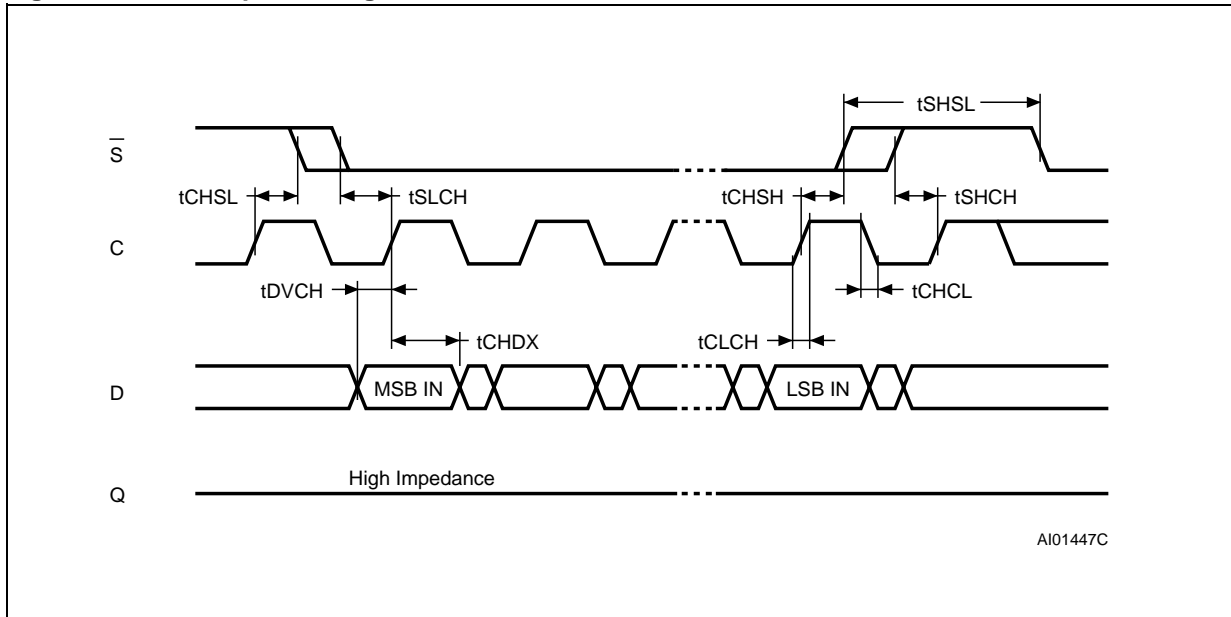 tSHSL
S
tCHSL
tSLCH
tCHSH
tSHCH
C
tDVCH
tCHCL
tCHDX
tCLCH
D
MSB IN
LSB IN
High Impedance
Q
AI01447C